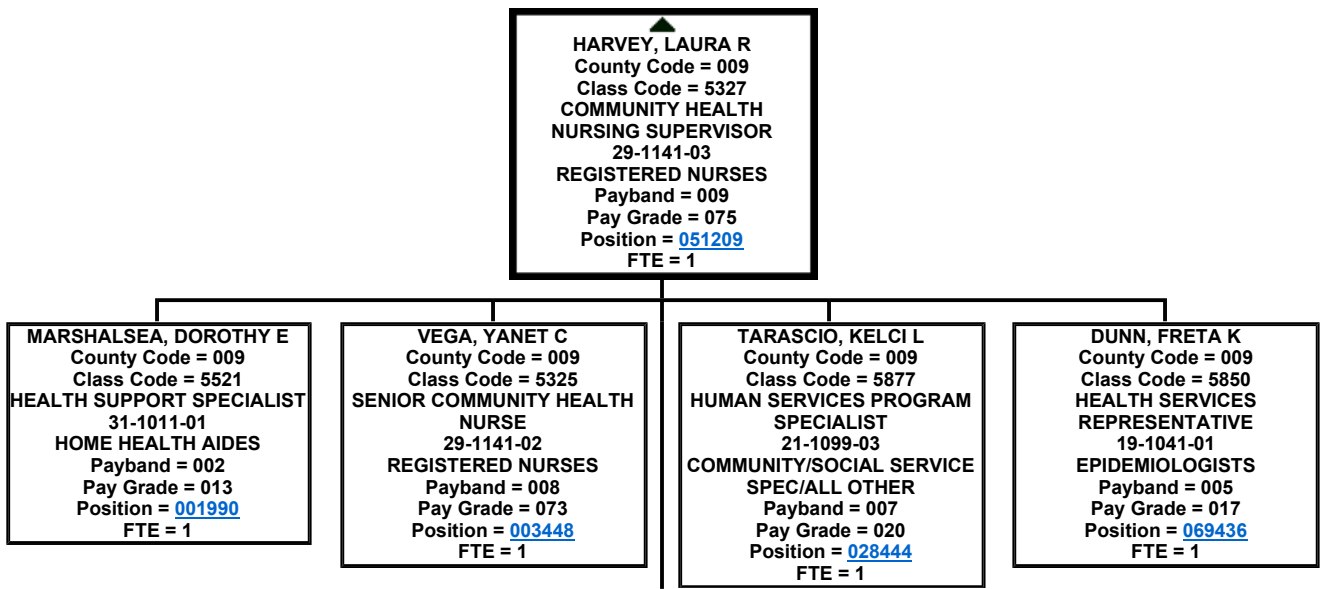 HARVEY, LAURA R
County Code = 009
Class Code = 5327
COMMUNITY HEALTH
NURSING SUPERVISOR
29-1141-03
REGISTERED NURSES
Payband = 009
Pay Grade = 075
Position = 051209
FTE = 1
MARSHALSEA, DOROTHY E
County Code = 009
Class Code = 5521
HEALTH SUPPORT SPECIALIST
31-1011-01
HOME HEALTH AIDES
Payband = 002
Pay Grade = 013
Position = 001990
FTE = 1
VEGA, YANET C
County Code = 009
Class Code = 5325
SENIOR COMMUNITY HEALTH
NURSE
29-1141-02
REGISTERED NURSES
Payband = 008
Pay Grade = 073
Position = 003448
FTE = 1
TARASCIO, KELCI L
County Code = 009
Class Code = 5877
HUMAN SERVICES PROGRAM
SPECIALIST
21-1099-03
COMMUNITY/SOCIAL SERVICE
SPEC/ALL OTHER
Payband = 007
Pay Grade = 020
Position = 028444
FTE = 1
DUNN, FRETA K
County Code = 009
Class Code = 5850
HEALTH SERVICES
REPRESENTATIVE
19-1041-01
EPIDEMIOLOGISTS
Payband = 005
Pay Grade = 017
Position = 069436
FTE = 1